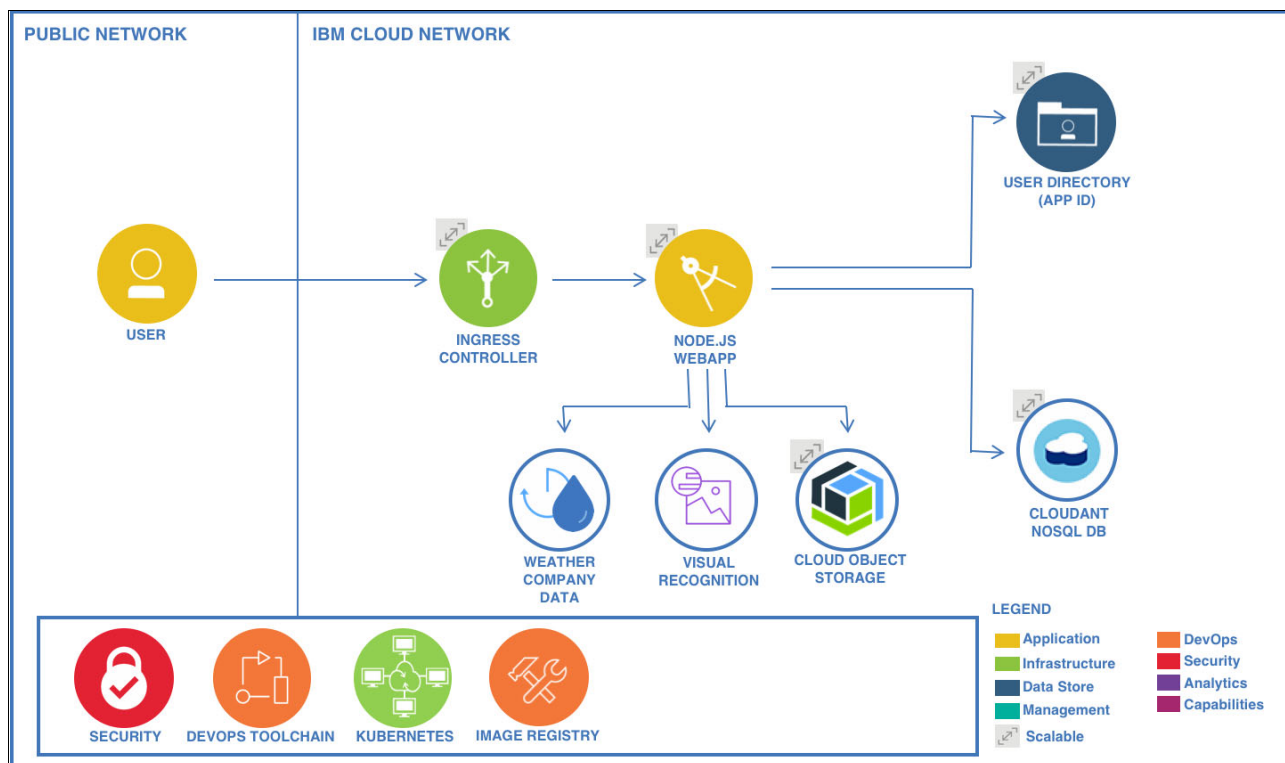 PUBLIC NETWORK
IBM CLOUD NETWORK
USER DIRECTORY
(APP ID)
USER
INGRESS
CONTROLLER
NODE.JS
WEBAPP
WEATHER
COMPANY
DATA
VISUAL
RECOGNITION
CLOUD OBJECT
STORAGE
CLOUDANT
NOSQL DB
SECURITY
DEVOPS TOOLCHAIN
KUBERNETES
IMAGE REGISTRY
LEGEND
Application
Infrastructure
Data Store
Management
Scalable
DevOps
Security
Analytics
Capabilities